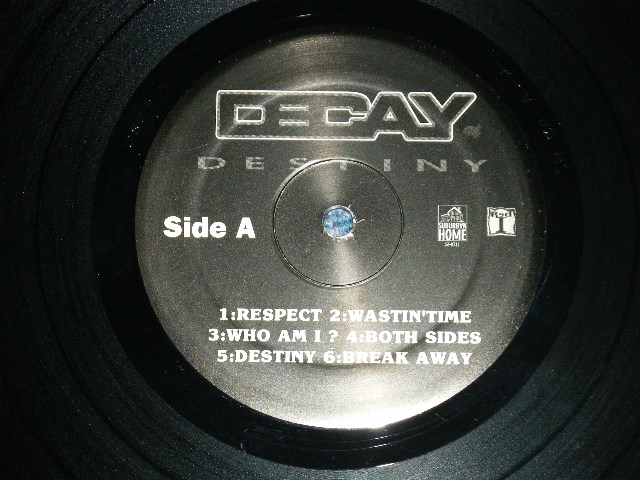 DECAY
DESTINY
Side A
SUBURBAN
HOME
1:RESPECT 2:WASTIN'TIME
3:WHO AM I ? 4:BOTH SIDES
5:DESTINY 6:BREAK AWAY